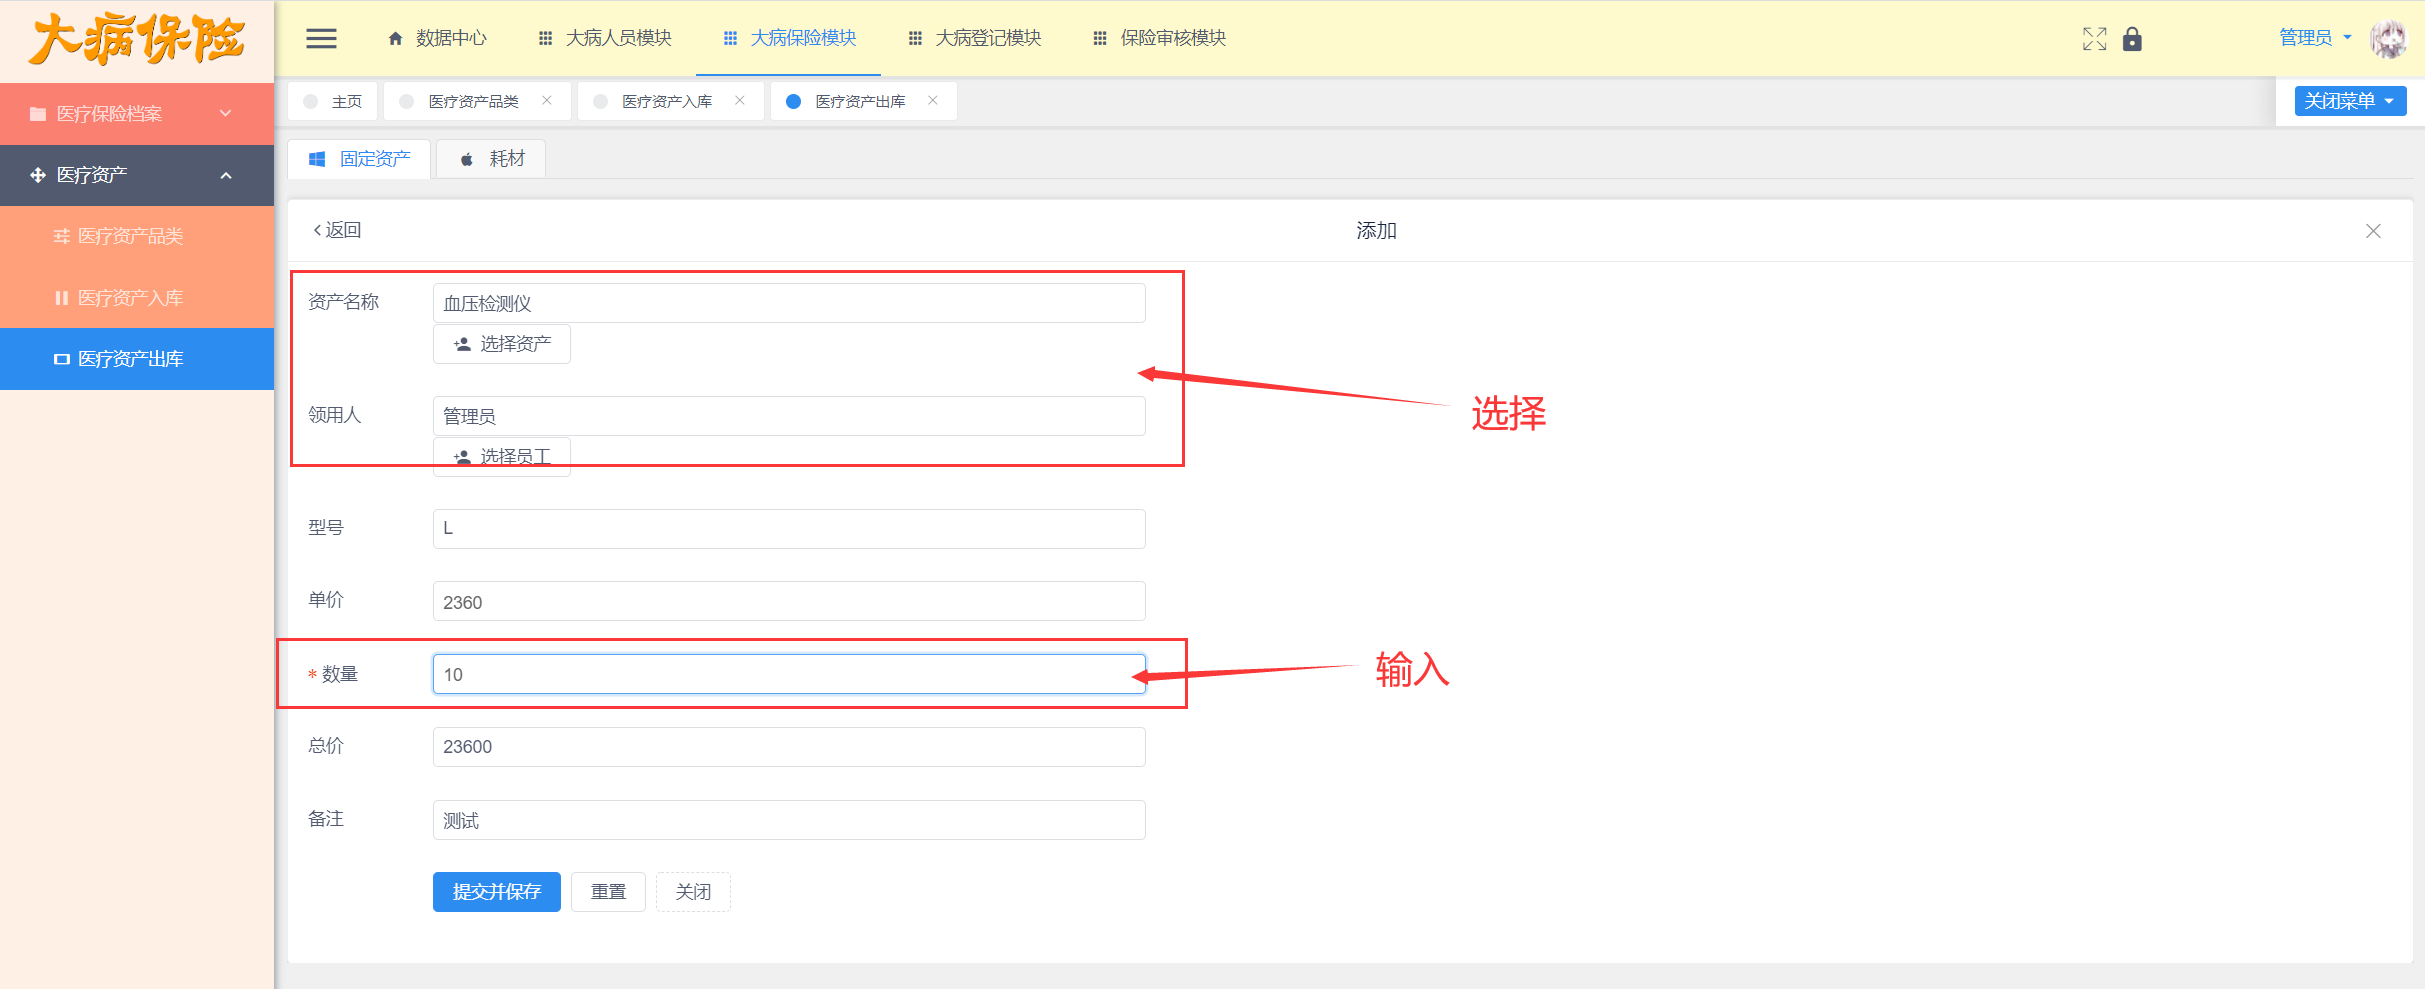 大病保险
数据中心
大病人员模块
大病保险模块
大病登记模块
保险审核模块
管理员
医疗保险档案
医疗资产
医疗资产品类
医疗资产入库
医疗资产出库
主页
医疗资产品类
医疗资产入库
医疗资产出库
关闭菜单
固定资产
耗材
返回
添加
资产名称
血压检测仪
选择资产
领用人
管理员
选择员工
选择
型号
L
单价
2360
* 数量
10
输入
总价
23600
备注
测试
提交并保存
重置
关闭